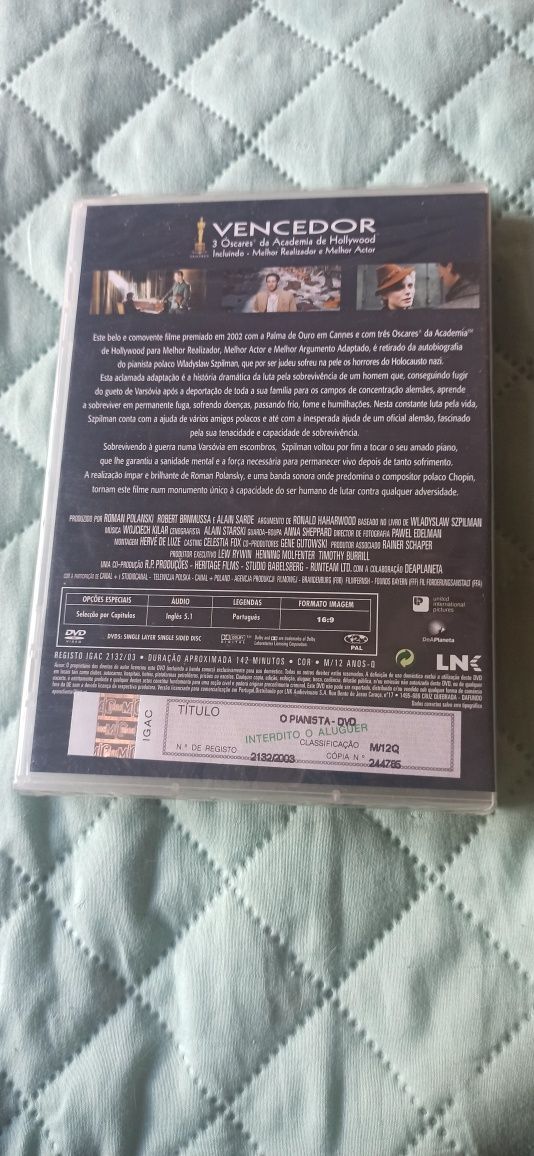 VENCEDOR
3 Óscares® da Academia de Hollywood
Incluindo - Melhor Realizador e Melhor Actor
Este belo e comovente filme premiado em 2002 com a Palma de Ouro em Cannes e com três Oscares® da Academia™
de Hollywood para Melhor Realizador, Melhor Actor e Melhor Argumento Adaptado, é retirado da autobiografia
do pianista polaco Wladyslaw Szpilman, que por ser judeu sofreu na pele os horrores do Holocausto nazi.
Esta aclamada adaptação é a história dramática da luta pela sobrevivência de um homem que, conseguindo fugir
do gueto de Varsóvia após a deportação de toda a sua família para os campos de concentração alemães, aprende
a sobreviver em permanente fuga, sofrendo doenças, passando frio, fome e humilhações. Nesta constante luta pela vida,
Szpilman conta com a ajuda de vários amigos polacos e até com a inesperada ajuda de um oficial alemão, fascinado
pela sua tenacidade e capacidade de sobrevivência.
Sobrevivendo à guerra numa Varsóvia em escombros, Szpilman voltou por fim a tocar o seu amado piano,
que lhe garantiu a sanidade mental e a força necessária para permanecer vivo depois de tanto sofrimento.
A realização ímpar e brilhante de Roman Polansky, e uma banda sonora onde predomina o compositor polaco Chopin,
tornam este filme num monumento único à capacidade do ser humano de lutar contra qualquer adversidade.
PRODUZIDO POR ROMAN POLANSKI ROBERT BENMUSSA E ALAIN SARDE ARGUMENTO DE RONALD HAHARWOOD BASEADO NO LIVRO DE WLADYSLAW SZPILMAN
MÚSICA WOJCIECH KILAR CENOGRAFISTA ALAIN STARSKI GUARDA-ROUPA ANNA SHEPPARD DIRECTOR DE FOTOGRAFIA PAWEL EDELMAN
MONTAGEM HERVÉ DE LUZE CASTING CELESTIA FOX CO-PRODUTORES GENE GUTOWSKI PRODUTOR ASSOCIADO RAINER SCHAPER
PRODUTOR EXECUTIVO LEW RYWIN HENNING MOLFENTER TIMOTHY BURRILL
UMA CO-PRODUÇÃO R.P. PRODUÇÕES - HERITAGE FILMS - STUDIO BABELSBERG - RUNTEAM LTD. COM A COLABORAÇÃO DEAPLANETA
OPÇÕES ESPECIAIS ÁUDIO LEGENDAS FORMATO IMAGEM
Selecção por Capítulos Inglês 5.1 Português 16:9
united
international
pictures
DeAPlaneta
DVD DVD5: SINGLE LAYER SINGLE SIDED DISC
DOLBY DIGITAL
PAL
REGISTO IGAC 2132/03 • DURAÇÃO APROXIMADA 142 MINUTOS • COR • M/12 ANOS-Q
LNK
IGAC
TÍTULO O PIANISTA - DVD
INTERDITO O ALUGUER
CLASSIFICAÇÃO M/12Q
N.º DE REGISTO 2132/2003 CÓPIA N.º 244785